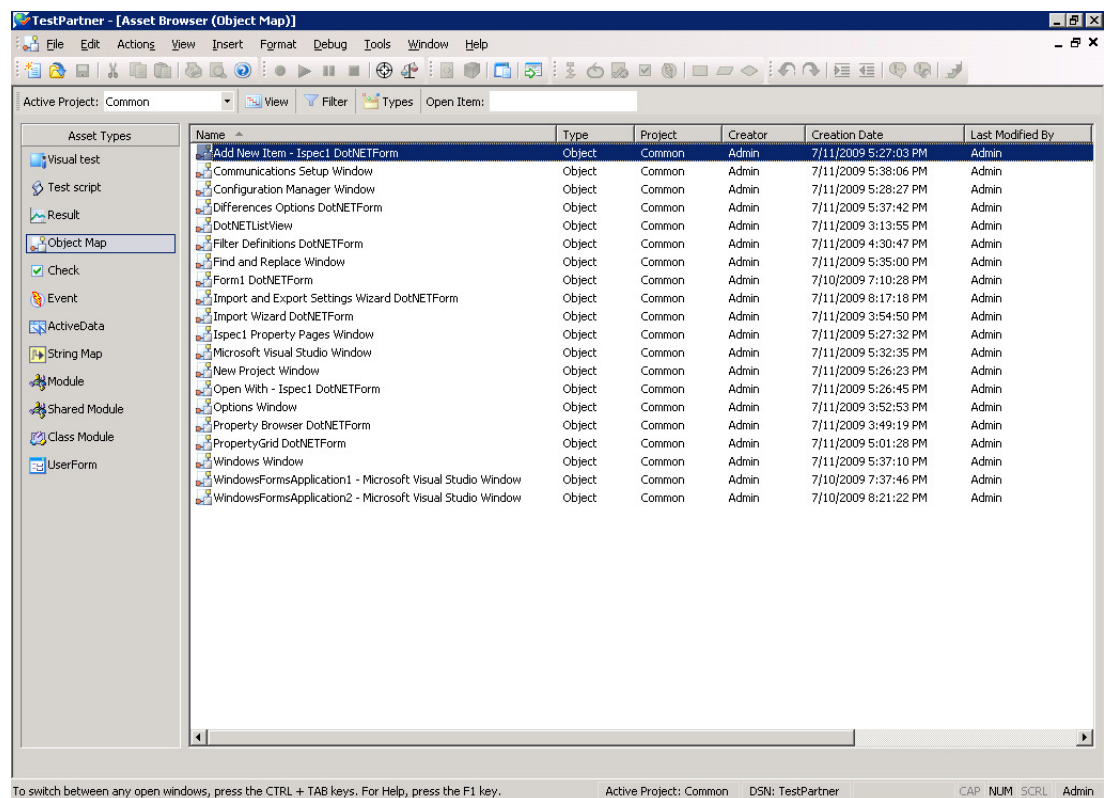 TestPartner - [Asset Browser (Object Map)]
File Edit Actions View Insert Format Debug Tools Window Help
Active Project: Common View Filter Types Open Item:
Asset Types
Visual test
Test script
Result
Object Map
Check
Event
ActiveData
String Map
Module
Shared Module
Class Module
UserForm
Name Type Project Creator Creation Date Last Modified By
Add New Item - Ispec1 DotNETForm Object Common Admin 7/11/2009 5:27:03 PM Admin
Communications Setup Window Object Common Admin 7/11/2009 5:38:06 PM Admin
Configuration Manager Window Object Common Admin 7/11/2009 5:28:27 PM Admin
Differences Options DotNETForm Object Common Admin 7/11/2009 5:37:42 PM Admin
DotNETListView Object Common Admin 7/11/2009 3:13:55 PM Admin
Filter Definitions DotNETForm Object Common Admin 7/11/2009 4:30:47 PM Admin
Find and Replace Window Object Common Admin 7/11/2009 5:35:00 PM Admin
Form1 DotNETForm Object Common Admin 7/10/2009 7:10:28 PM Admin
Import and Export Settings Wizard DotNETForm Object Common Admin 7/11/2009 8:17:18 PM Admin
Import Wizard DotNETForm Object Common Admin 7/11/2009 3:54:50 PM Admin
Ispec1 Property Pages Window Object Common Admin 7/11/2009 5:27:32 PM Admin
Microsoft Visual Studio Window Object Common Admin 7/11/2009 5:32:35 PM Admin
New Project Window Object Common Admin 7/11/2009 5:26:23 PM Admin
Open With - Ispec1 DotNETForm Object Common Admin 7/11/2009 5:26:45 PM Admin
Options Window Object Common Admin 7/11/2009 3:52:53 PM Admin
Property Browser DotNETForm Object Common Admin 7/11/2009 3:49:19 PM Admin
PropertyGrid DotNETForm Object Common Admin 7/11/2009 5:01:28 PM Admin
Windows Window Object Common Admin 7/11/2009 5:37:10 PM Admin
WindowsFormsApplication1 - Microsoft Visual Studio Window Object Common Admin 7/10/2009 7:37:46 PM Admin
WindowsFormsApplication2 - Microsoft Visual Studio Window Object Common Admin 7/10/2009 8:21:22 PM Admin
To switch between any open windows, press the CTRL + TAB keys. For Help, press the F1 key. Active Project: Common DSN: TestPartner CAP NUM SCRL Admin